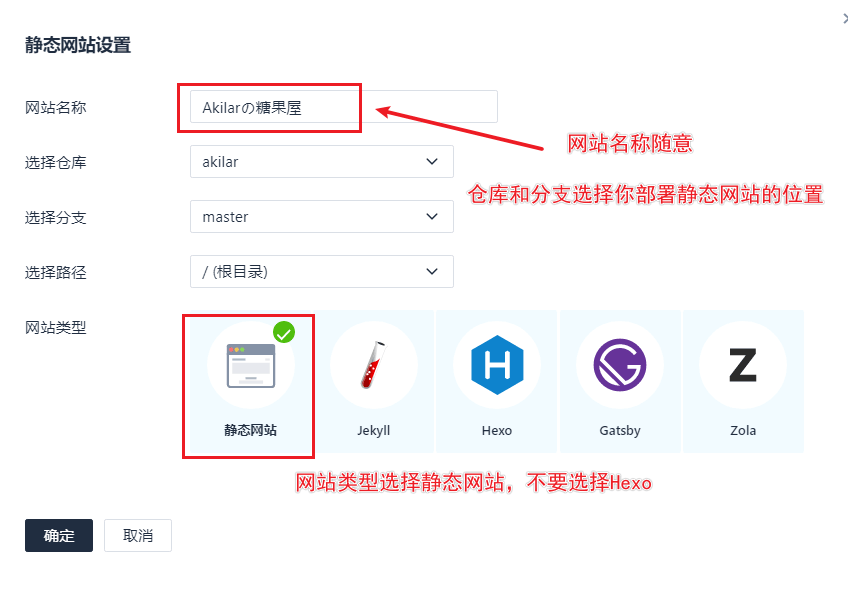 静态网站设置
网站名称
Akilarの糖果屋
网站名称随意
选择仓库
akilar
仓库和分支选择你部署静态网站的位置
选择分支
master
选择路径
/ (根目录)
网站类型
H
Z
静态网站
Jekyll
Hexo
Gatsby
Zola
网站类型选择静态网站，不要选择Hexo
确定
取消